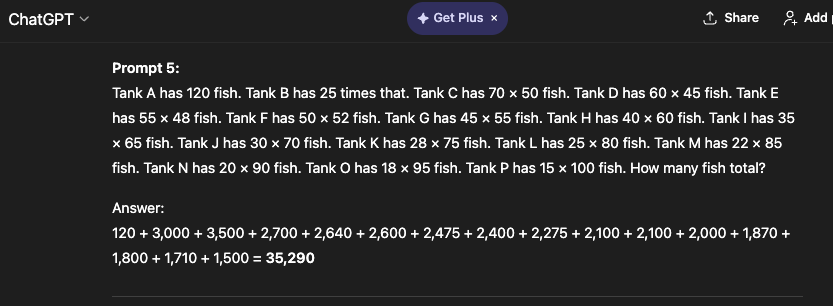 ChatGPT
Get Plus ×
Share
Add
Prompt 5:
Tank A has 120 fish. Tank B has 25 times that. Tank C has 70 × 50 fish. Tank D has 60 × 45 fish. Tank E
has 55 × 48 fish. Tank F has 50 × 52 fish. Tank G has 45 × 55 fish. Tank H has 40 × 60 fish. Tank I has 35
× 65 fish. Tank J has 30 × 70 fish. Tank K has 28 × 75 fish. Tank L has 25 × 80 fish. Tank M has 22 × 85
fish. Tank N has 20 × 90 fish. Tank O has 18 × 95 fish. Tank P has 15 × 100 fish. How many fish total?
Answer:
120 + 3,000 + 3,500 + 2,700 + 2,640 + 2,600 + 2,475 + 2,400 + 2,275 + 2,100 + 2,100 + 2,000 + 1,870 +
1,800 + 1,710 + 1,500 = 35,290